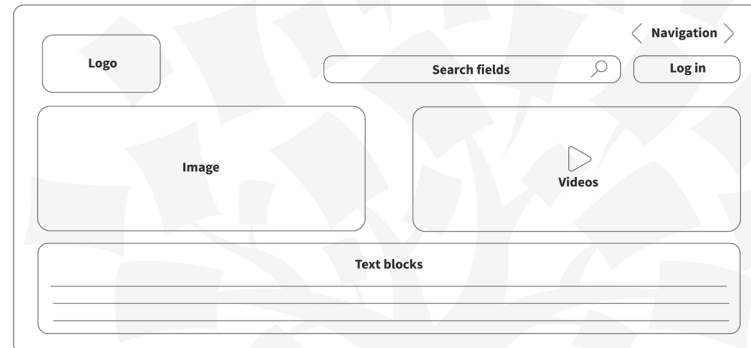 Navigation
Logo
Search fields
Log in
Image
Videos
Text blocks